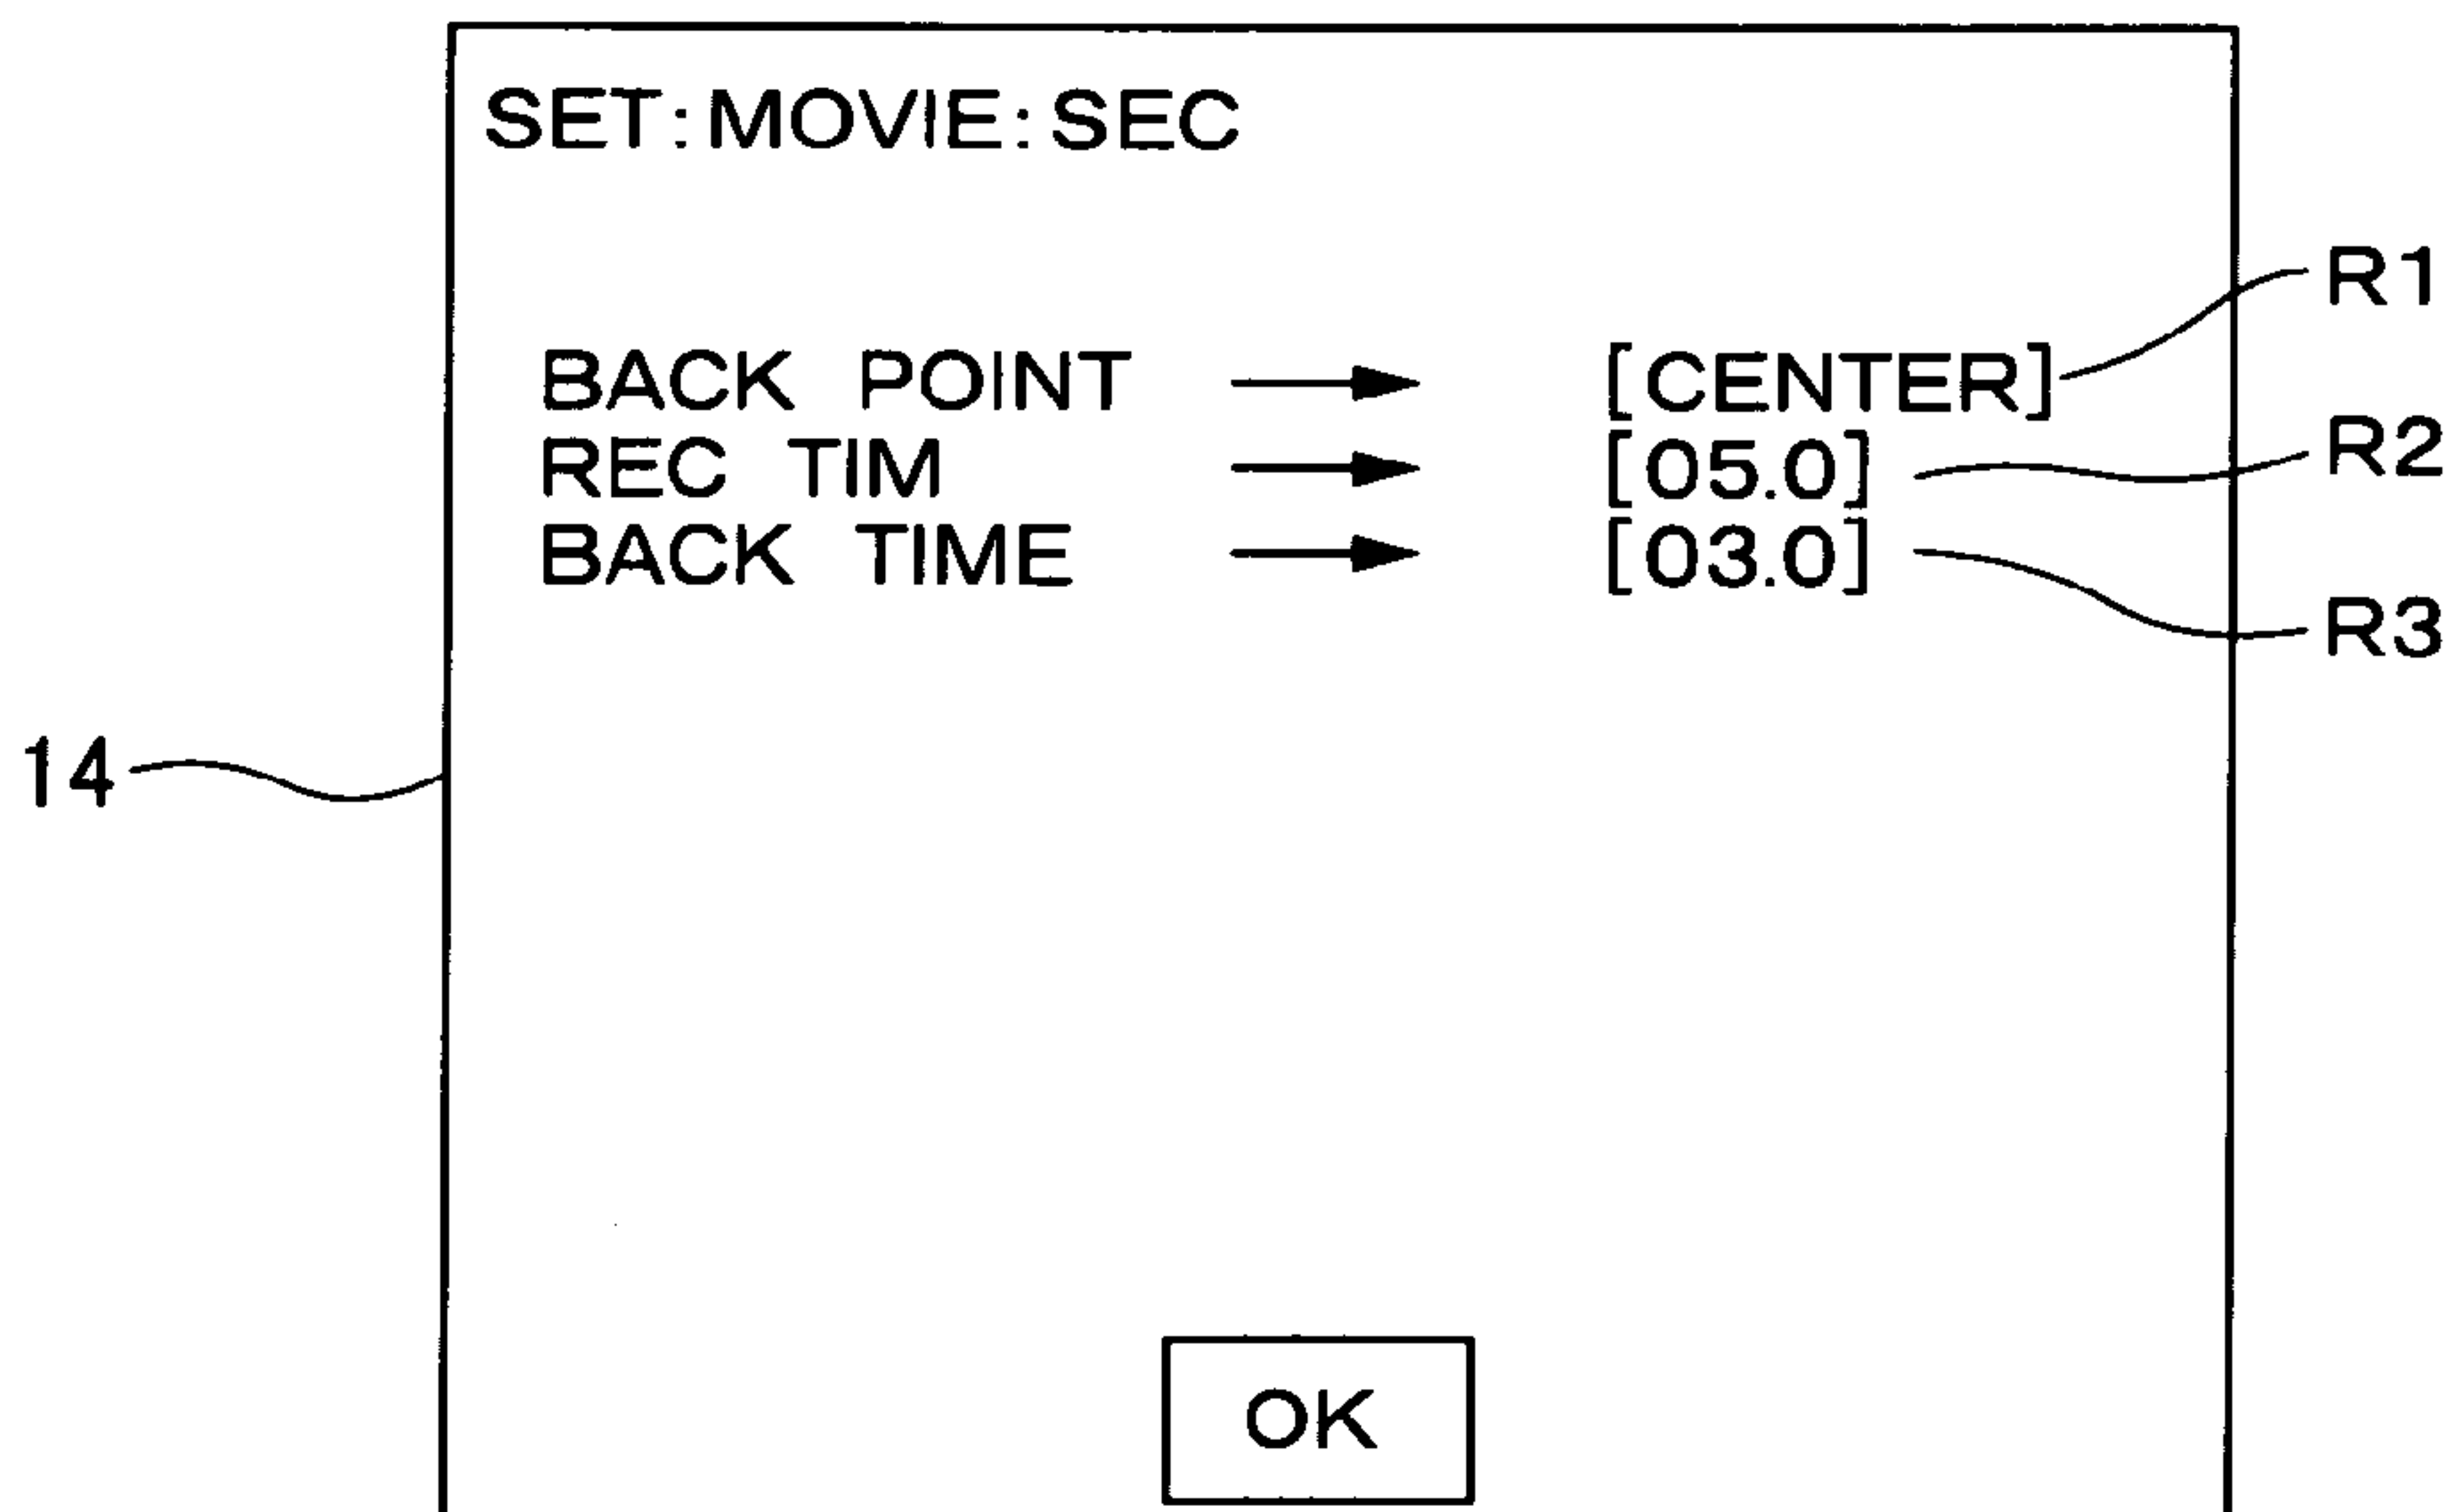 SET:MOVIE:SEC
R1
BACK POINT → [CENTER]
R2
REC TIM → [05.0]
BACK TIME → [03.0]
R3
14
OK